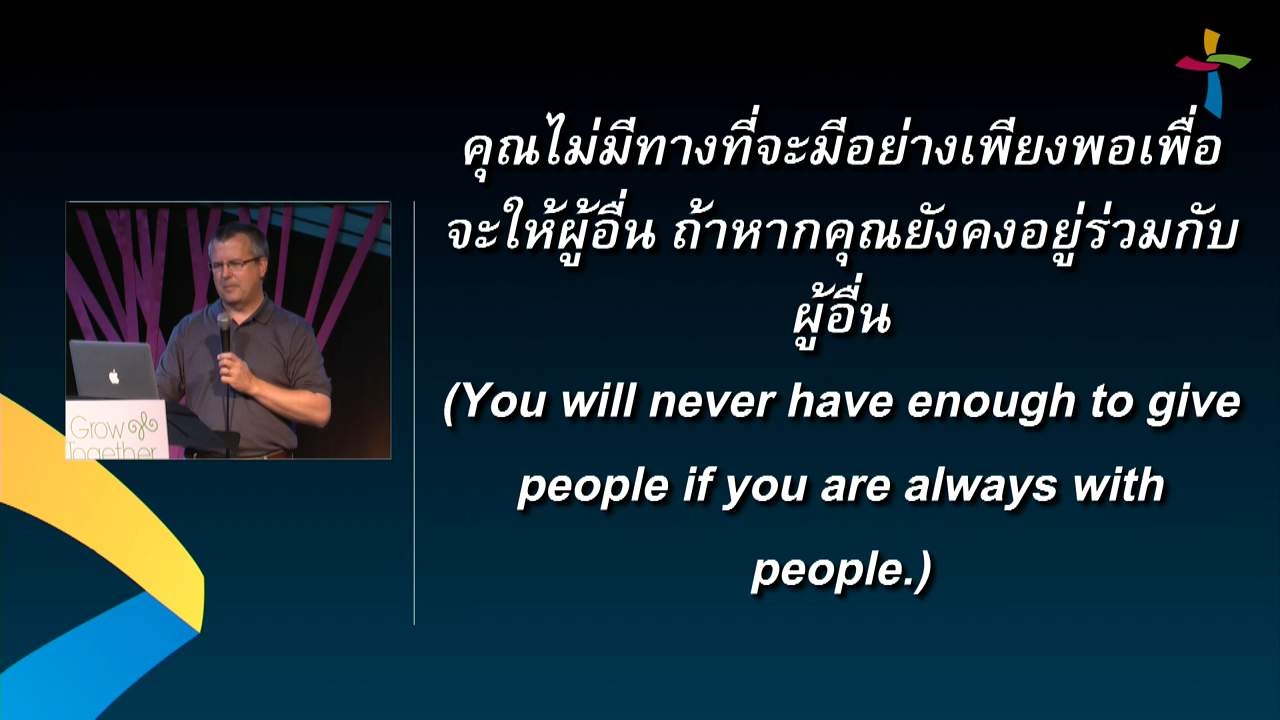 คุณไม่มีทางที่จะมีอย่างเพียงพอเพื่อ
จะให้ผู้อื่น ถ้าหากคุณยังคงอยู่ร่วมกับ
ผู้อื่น
(You will never have enough to give
people if you are always with
people.)
Grow
Together